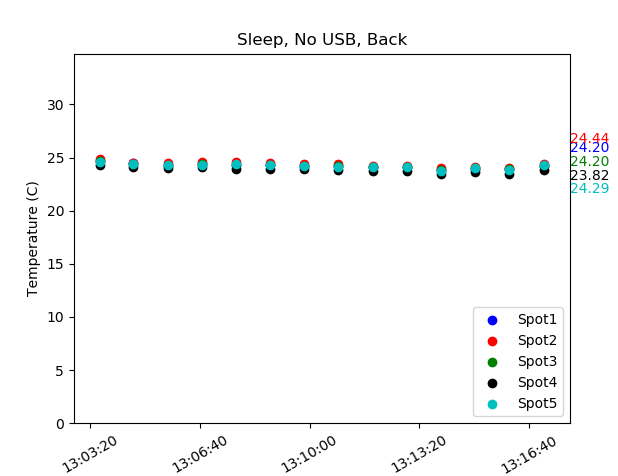 Sleep, No USB, Back
Temperature (C)
30
25
20
15
10
5
0
24.44
24.20
24.20
23.82
24.29
Spot1
Spot2
Spot3
Spot4
Spot5
13:03:20
13:06:40
13:10:00
13:13:20
13:16:40